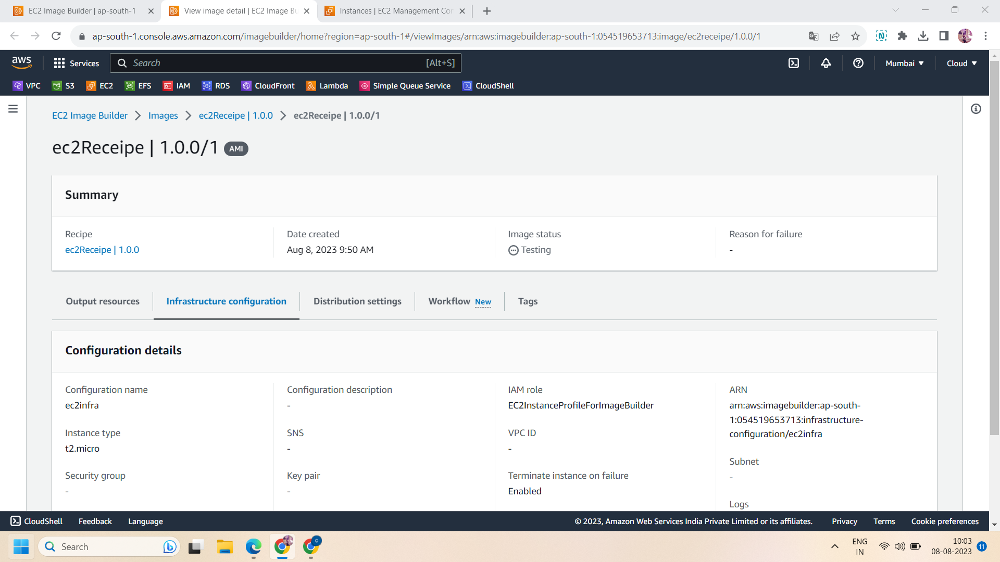 EC2 Image Builder | ap-south-1
View image detail | EC2 Image Bu
Instances | EC2 Management Con
ap-south-1.console.aws.amazon.com/imagebuilder/home?region=ap-south-1#/viewImages/arn:aws:imagebuilder:ap-south-1:054519653713:image/ec2receipe/1.0.0/1
aws
Services
Search
[Alt+S]
Mumbai
Cloud
VPC
S3
EC2
EFS
IAM
RDS
CloudFront
Lambda
Simple Queue Service
CloudShell
EC2 Image Builder
Images
ec2Receipe | 1.0.0
ec2Receipe | 1.0.0/1
ec2Receipe | 1.0.0/1 AMI
Summary
Recipe
ec2Receipe | 1.0.0
Date created
Aug 8, 2023 9:50 AM
Image status
Testing
Reason for failure
-
Output resources
Infrastructure configuration
Distribution settings
Workflow New
Tags
Configuration details
Configuration name
ec2infra
Instance type
t2.micro
Security group
-
Configuration description
-
SNS
-
Key pair
-
IAM role
EC2InstanceProfileForImageBuilder
VPC ID
-
Terminate instance on failure
Enabled
ARN
arn:aws:imagebuilder:ap-south-
1:054519653713:infrastructure-
configuration/ec2infra
Subnet
-
Logs
CloudShell
Feedback
Language
© 2023, Amazon Web Services India Private Limited or its affiliates.
Privacy
Terms
Cookie preferences
Search
ENG
IN
10:03
08-08-2023
11